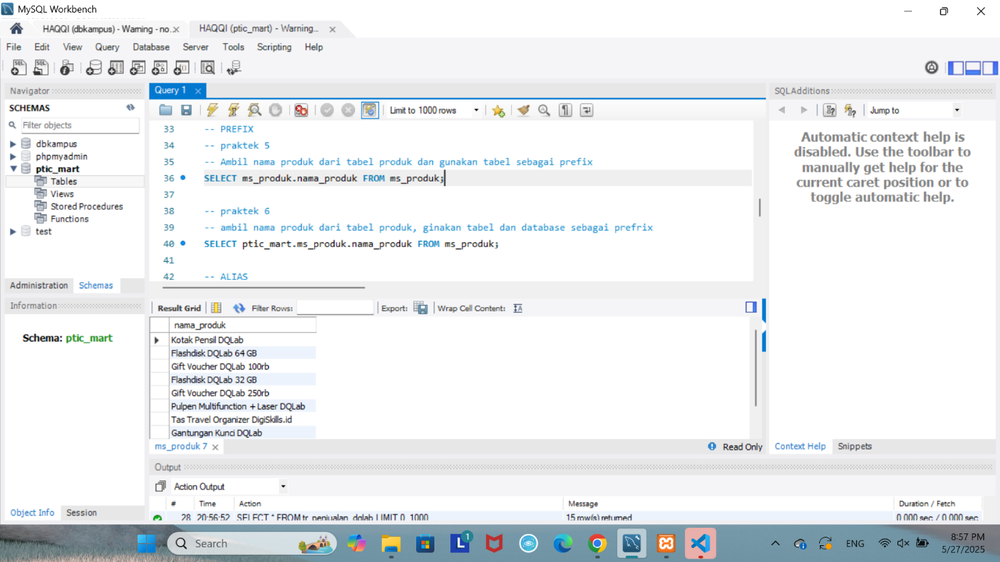 MySQL Workbench
HAQQI (dbkampus) - Warning - no...
HAQQI (ptic_mart) - Warning...
File Edit View Query Database Server Tools Scripting Help
Navigator
SCHEMAS
Filter objects
dbkampus
phpmyadmin
ptic_mart
Tables
Views
Stored Procedures
Functions
test
Administration Schemas
Information
Schema: ptic_mart
Object Info Session
Query 1
Limit to 1000 rows
33 -- PREFIX
34 -- praktek 5
35 -- Ambil nama produk dari tabel produk dan gunakan tabel sebagai prefix
36 SELECT ms_produk.nama_produk FROM ms_produk;
37
38 -- praktek 6
39 -- ambil nama produk dari tabel produk, ginakan tabel dan database sebagai prefrix
40 SELECT ptic_mart.ms_produk.nama_produk FROM ms_produk;
41
42 -- ALIAS
Result Grid Filter Rows: Export: Wrap Cell Content:
nama_produk
Kotak Pensil DQLab
Flashdisk DQLab 64 GB
Gift Voucher DQLab 100rb
Flashdisk DQLab 32 GB
Gift Voucher DQLab 250rb
Pulpen Multifunction + Laser DQLab
Tas Travel Organizer DigiSkills.id
Gantungan Kunci DQLab
ms_produk 7
Read Only
Output
Action Output
# Time Action Message Duration / Fetch
28 20:56:52 SELECT * FROM tr_penjualan_dqlab LIMIT 0, 1000 15 row(s) returned 0.000 sec / 0.000 sec
SQLAdditions
Jump to
Automatic context help is
disabled. Use the toolbar to
manually get help for the
current caret position or to
toggle automatic help.
Context Help Snippets
Search
L
1
ENG
8:57 PM
5/27/2025